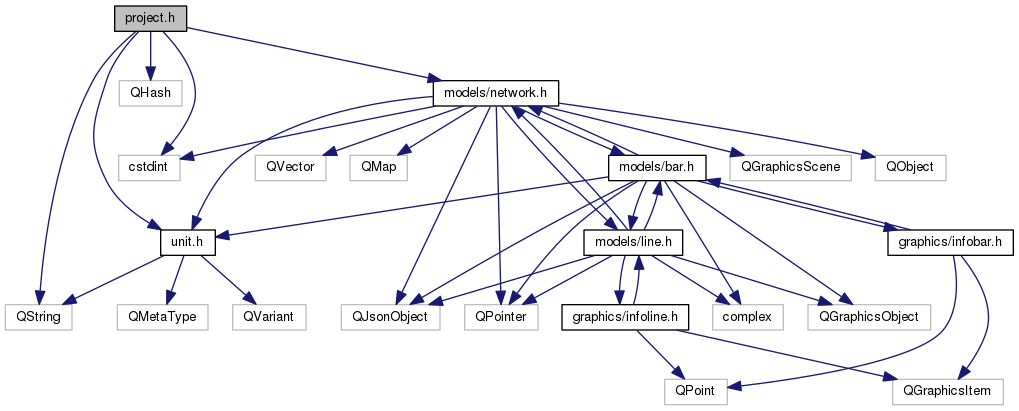 project.h
QHash
models/network.h
cstdint
QVector
QMap
models/bar.h
QGraphicsScene
QObject
unit.h
models/line.h
graphics/infobar.h
QString
QMetaType
QVariant
QJsonObject
QPointer
graphics/infoline.h
complex
QGraphicsObject
QPoint
QGraphicsItem